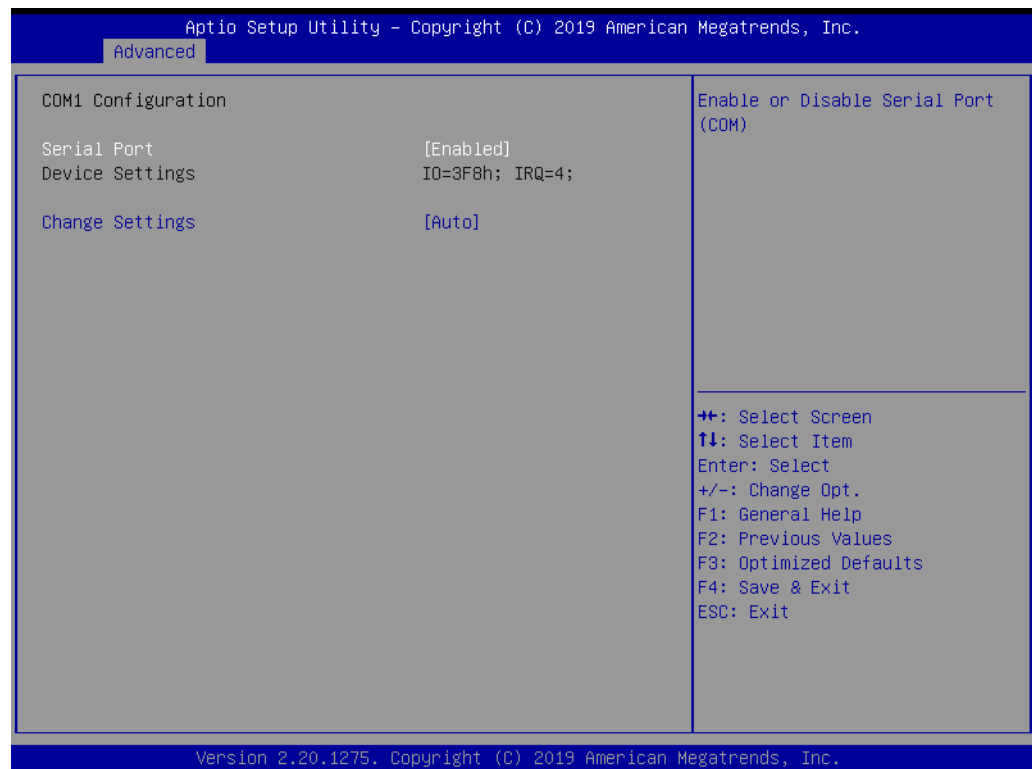 Aptio Setup Utility – Copyright (C) 2019 American Megatrends, Inc.
Advanced
COM1 Configuration
Serial Port [Enabled]
Device Settings IO=3F8h; IRQ=4;
Change Settings [Auto]
Enable or Disable Serial Port
(COM)
→←: Select Screen
↑↓: Select Item
Enter: Select
+/-: Change Opt.
F1: General Help
F2: Previous Values
F3: Optimized Defaults
F4: Save & Exit
ESC: Exit
Version 2.20.1275. Copyright (C) 2019 American Megatrends, Inc.